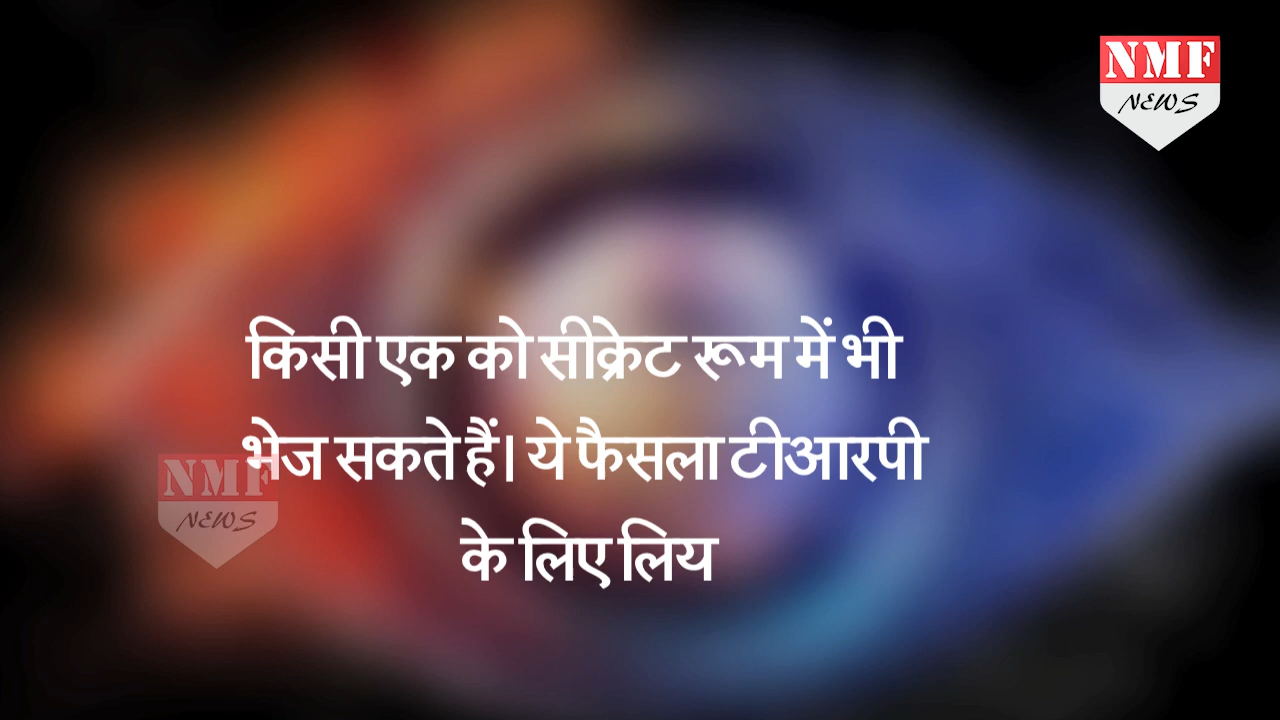 NMF
NEWS
किसी एक को सीक्रेट रूम में भी
भेज सकते हैं। ये फैसला टीआरपी
के लिए लिय
NMF
NEWS